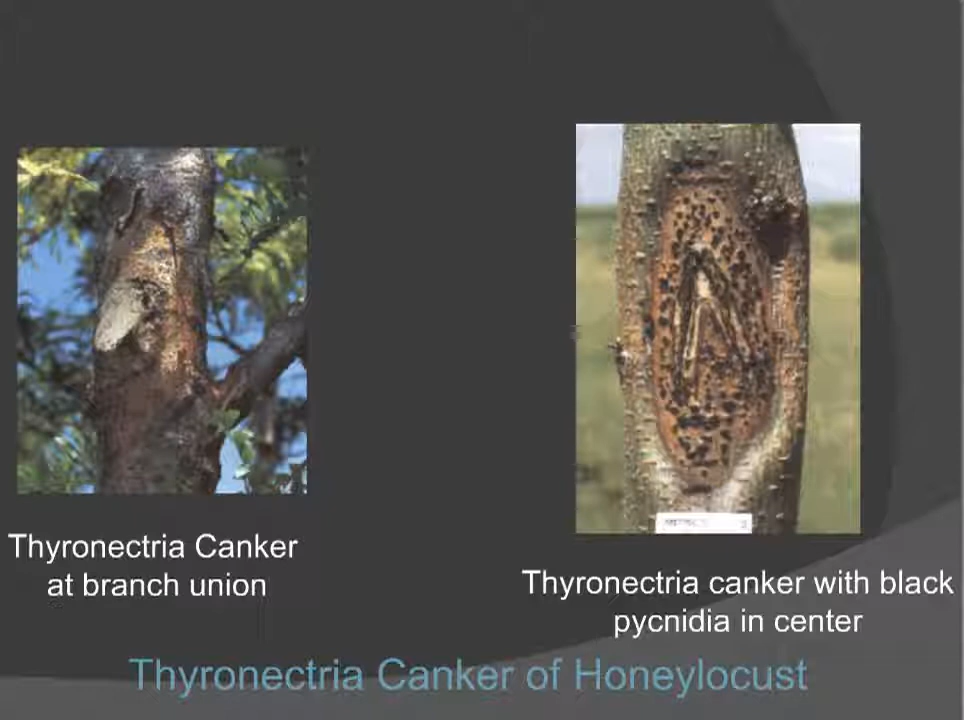 Thyronectria Canker
at branch union
Thyronectria canker with black
pycnidia in center
Thyronectria Canker of Honeylocust